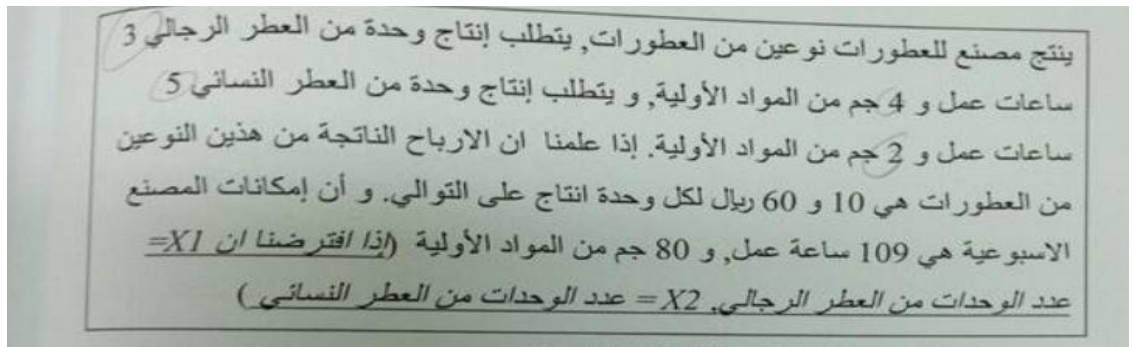 ينتج مصنع للعطورات نوعين من العطورات, يتطلب إنتاج وحدة من العطر الرجالي 3
ساعات عمل و 4 جم من المواد الأولية, و يتطلب إنتاج وحدة من العطر النسائي 5
ساعات عمل و 2 جم من المواد الأولية. إذا علمنا ان الارباح الناتجة من هذين النوعين
من العطورات هي 10 و 60 ريال لكل وحدة انتاج على التوالي. و أن إمكانات المصنع
الاسبوعية هي 109 ساعة عمل, و 80 جم من المواد الأولية (إذا افترضنا ان X1=
عدد الوحدات من العطر الرجالي. X2 = عدد الوحدات من العطر النسائي )